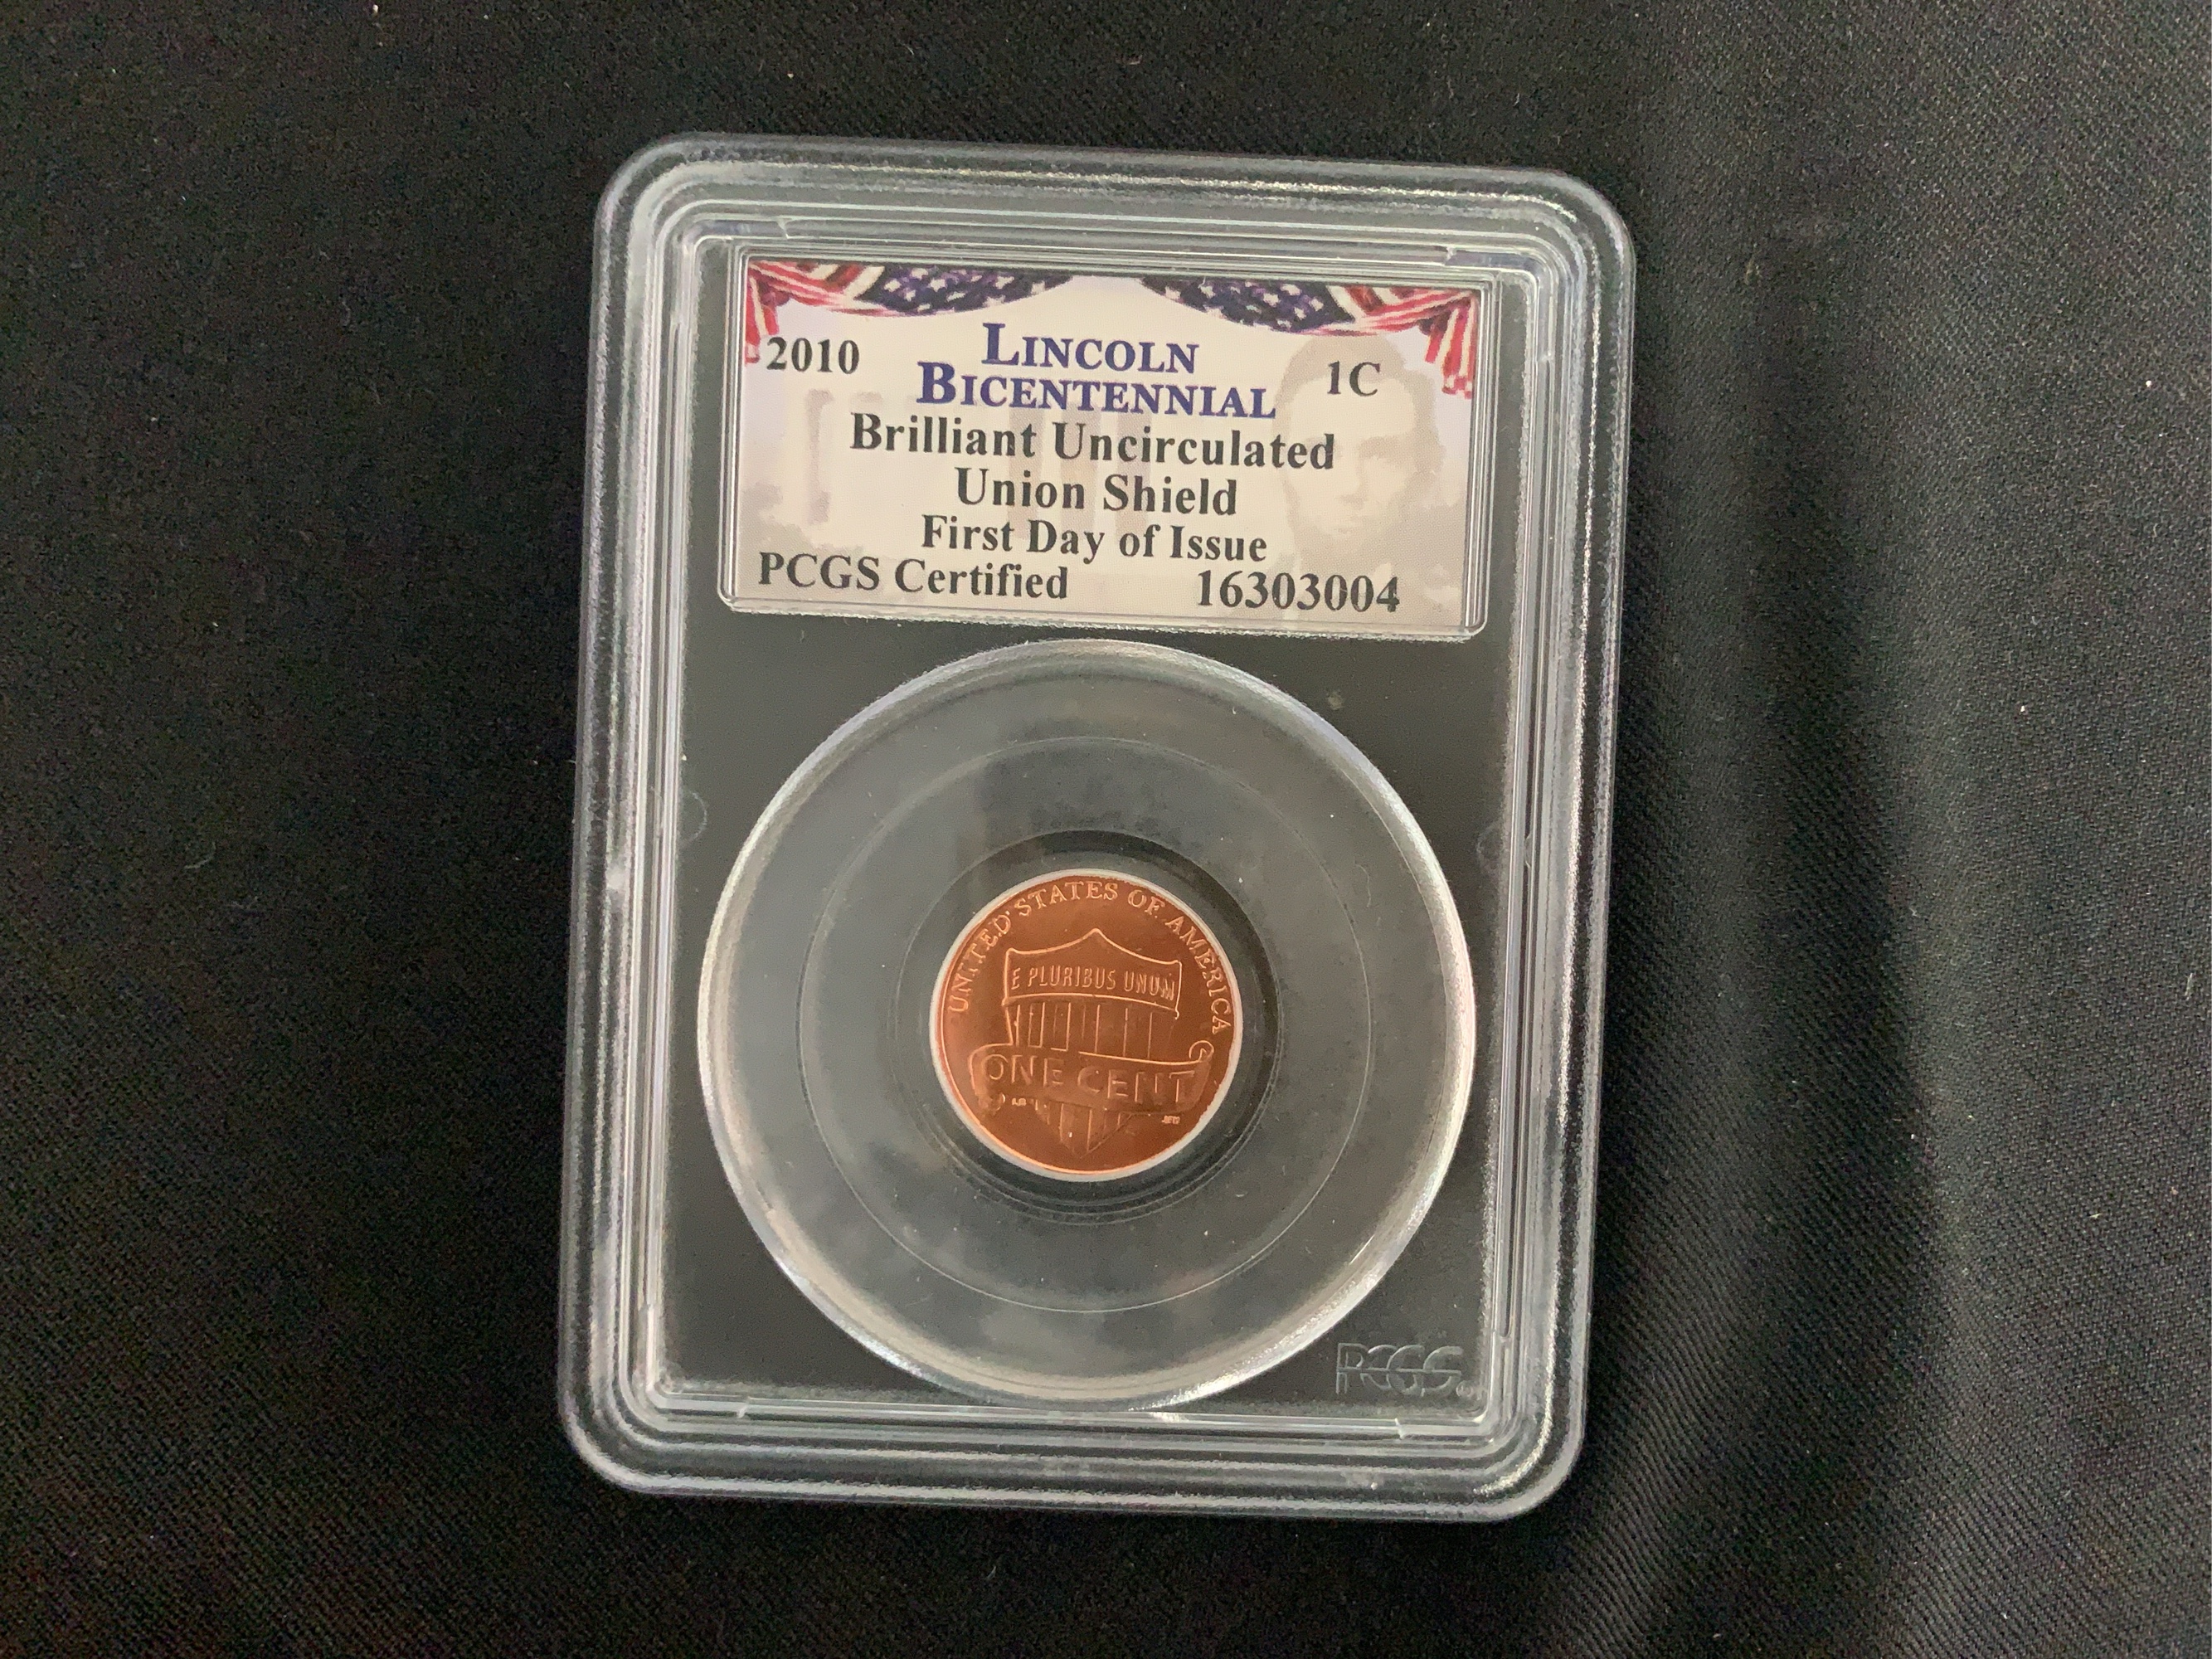 2010 LINCOLN 1C
BICENTENNIAL
Brilliant Uncirculated
Union Shield
First Day of Issue
PCGS Certified 16303004
UNITED STATES OF AMERICA
E PLURIBUS UNUM
ONE CENT
PCGS